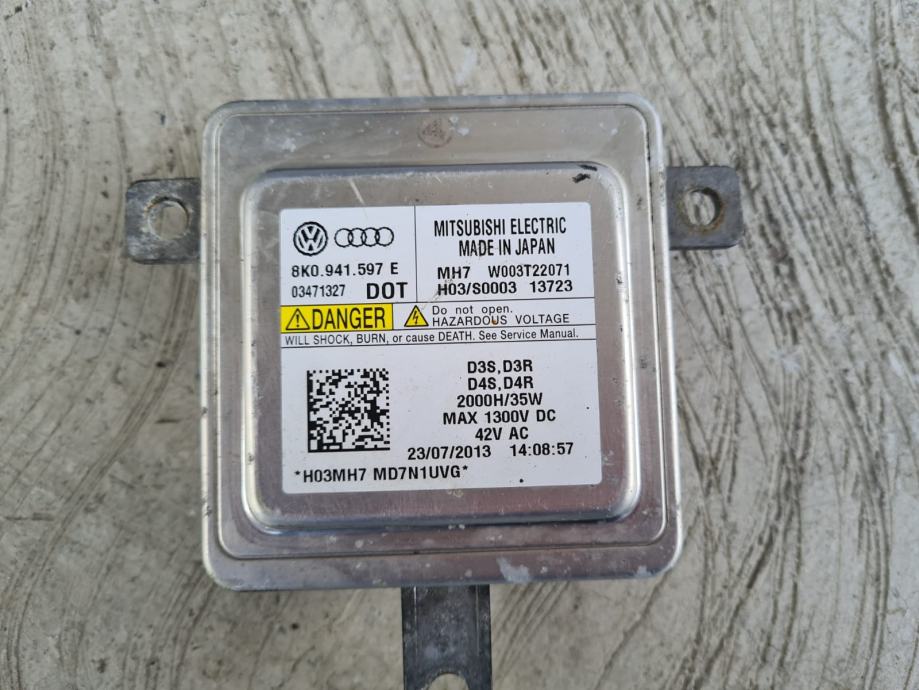 8K0.941.597 E
03471327 DOT
MITSUBISHI ELECTRIC
MADE IN JAPAN
MH7 W003T22071
H03/S0003 13723
DANGER
Do not open.
HAZARDOUS VOLTAGE
WILL SHOCK, BURN, or cause DEATH. See Service Manual.
D3S,D3R
D4S,D4R
2000H/35W
MAX 1300V DC
42V AC
23/07/2013 14:08:57
*H03MH7 MD7N1UVG*